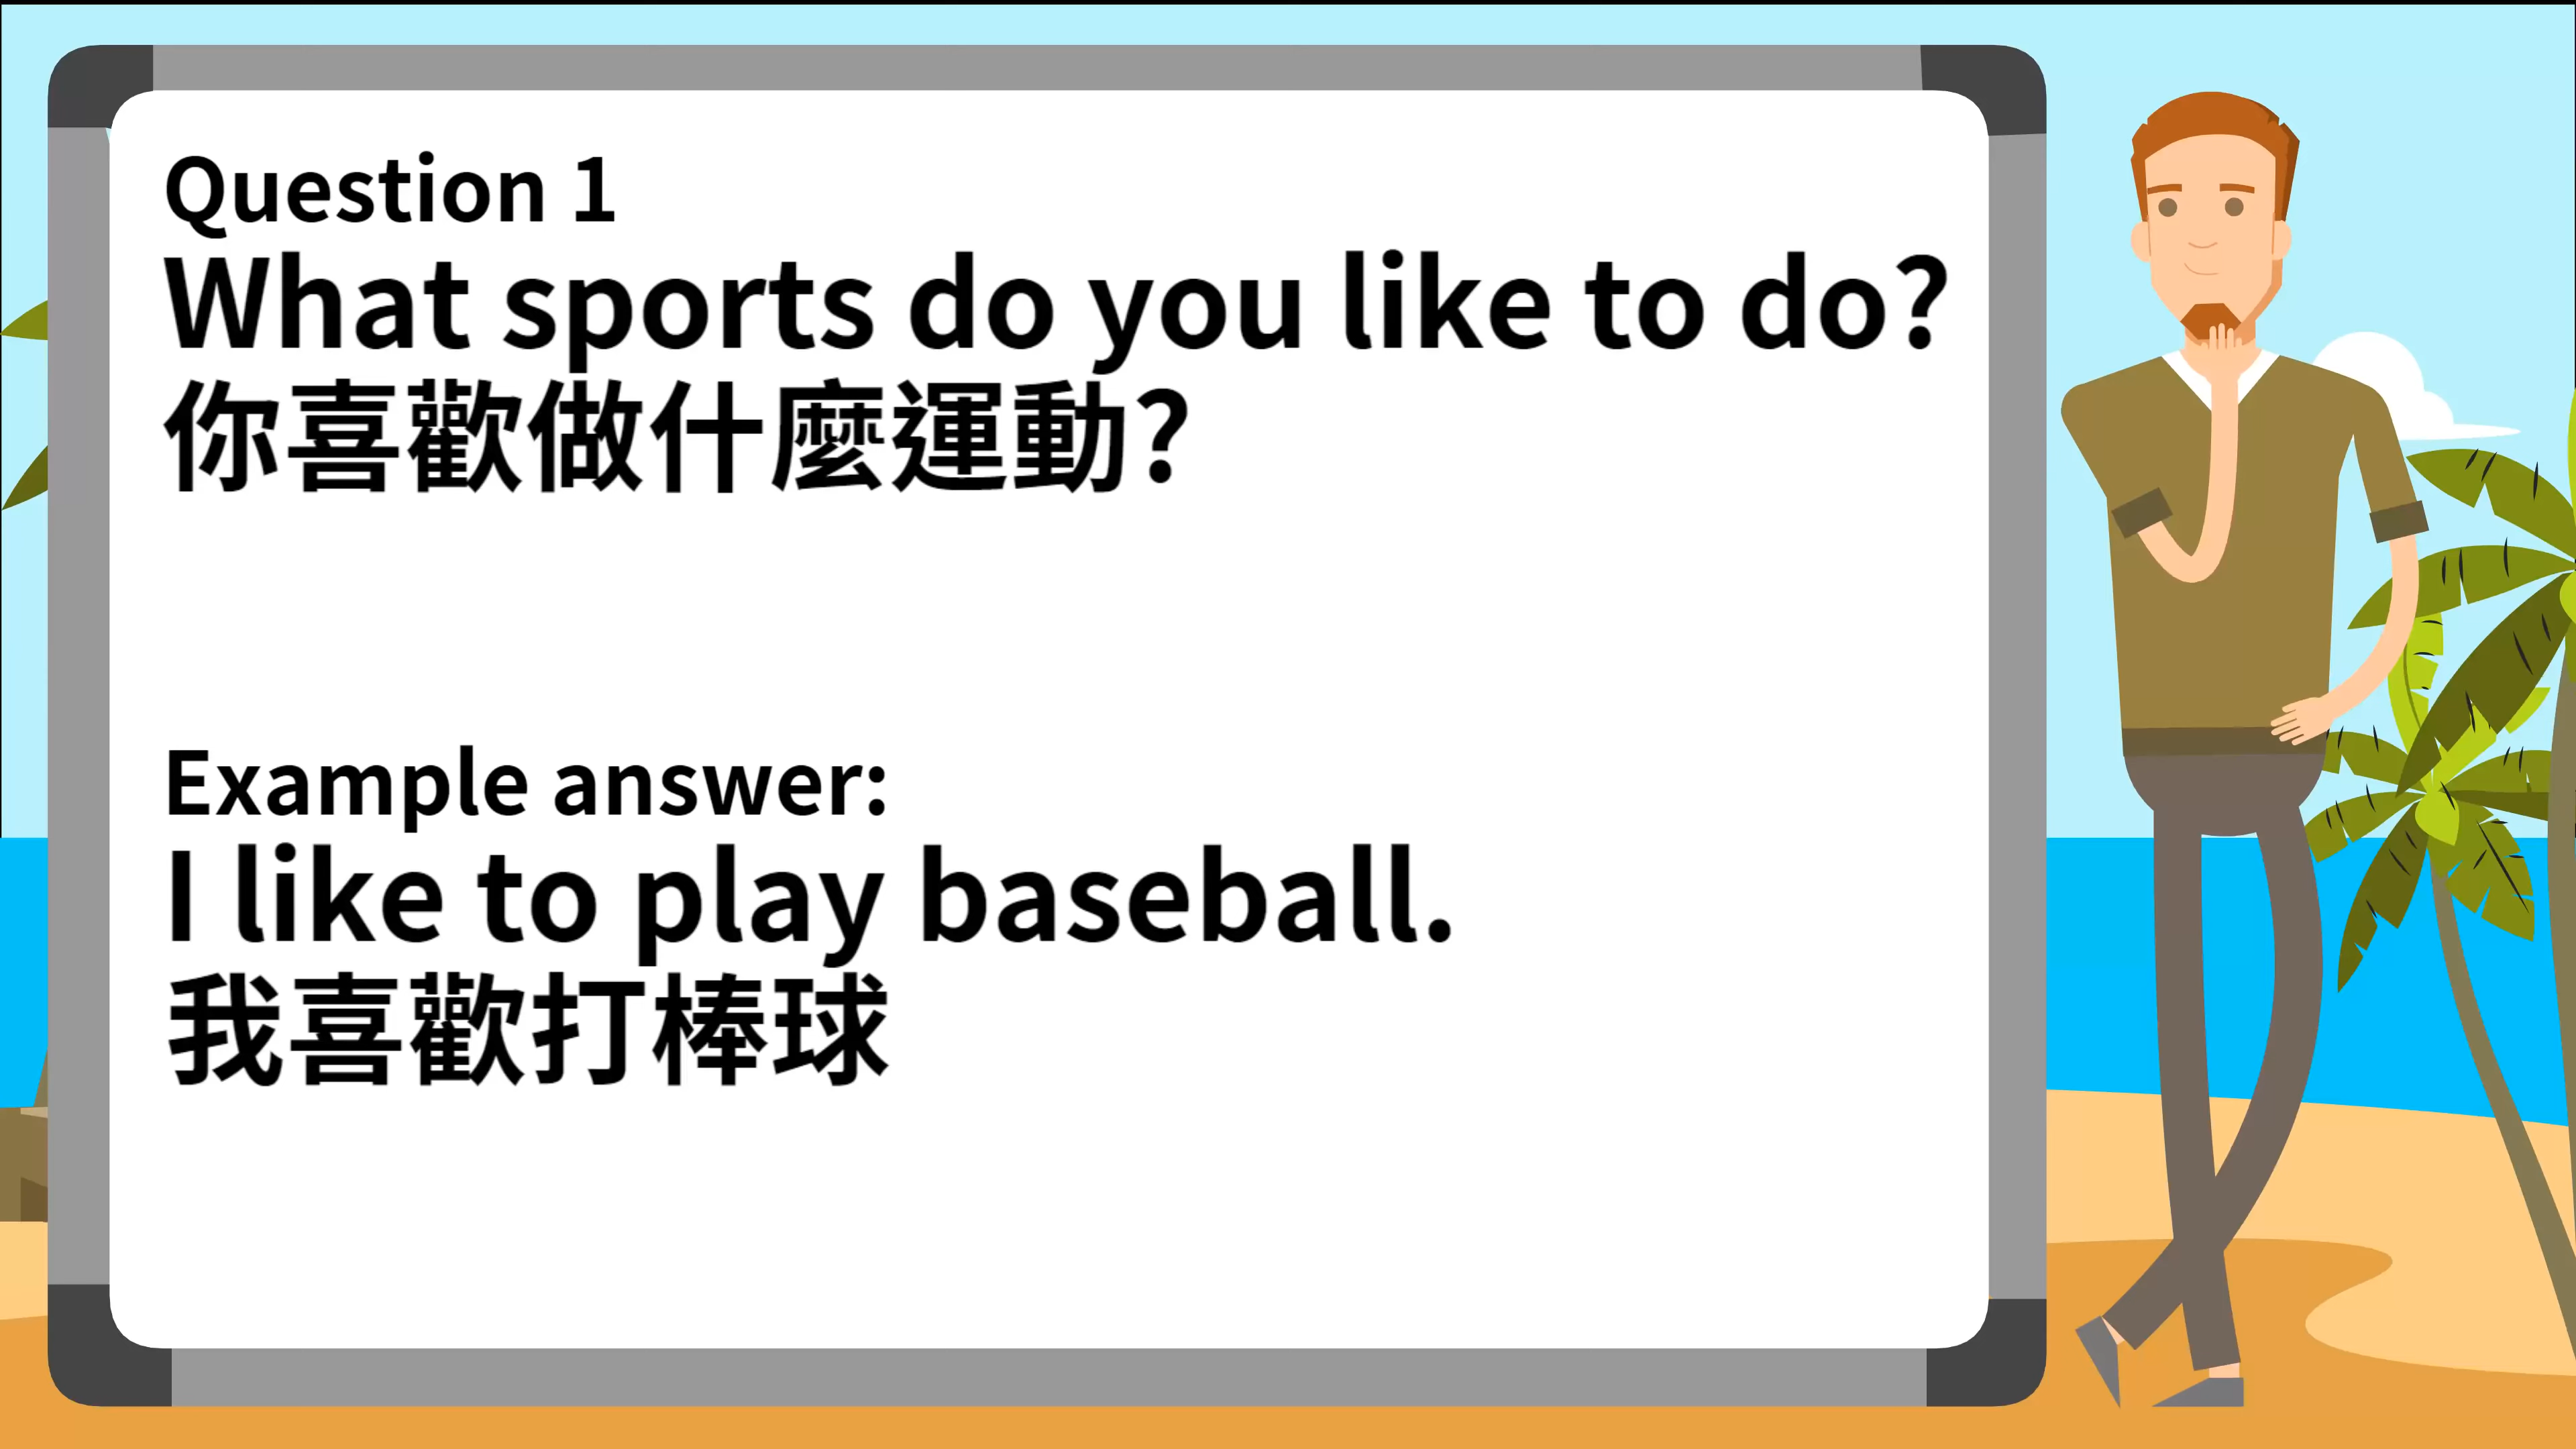 Question 1
What sports do you like to do?
你喜歡做什麼運動?
Example answer:
I like to play baseball.
我喜歡打棒球